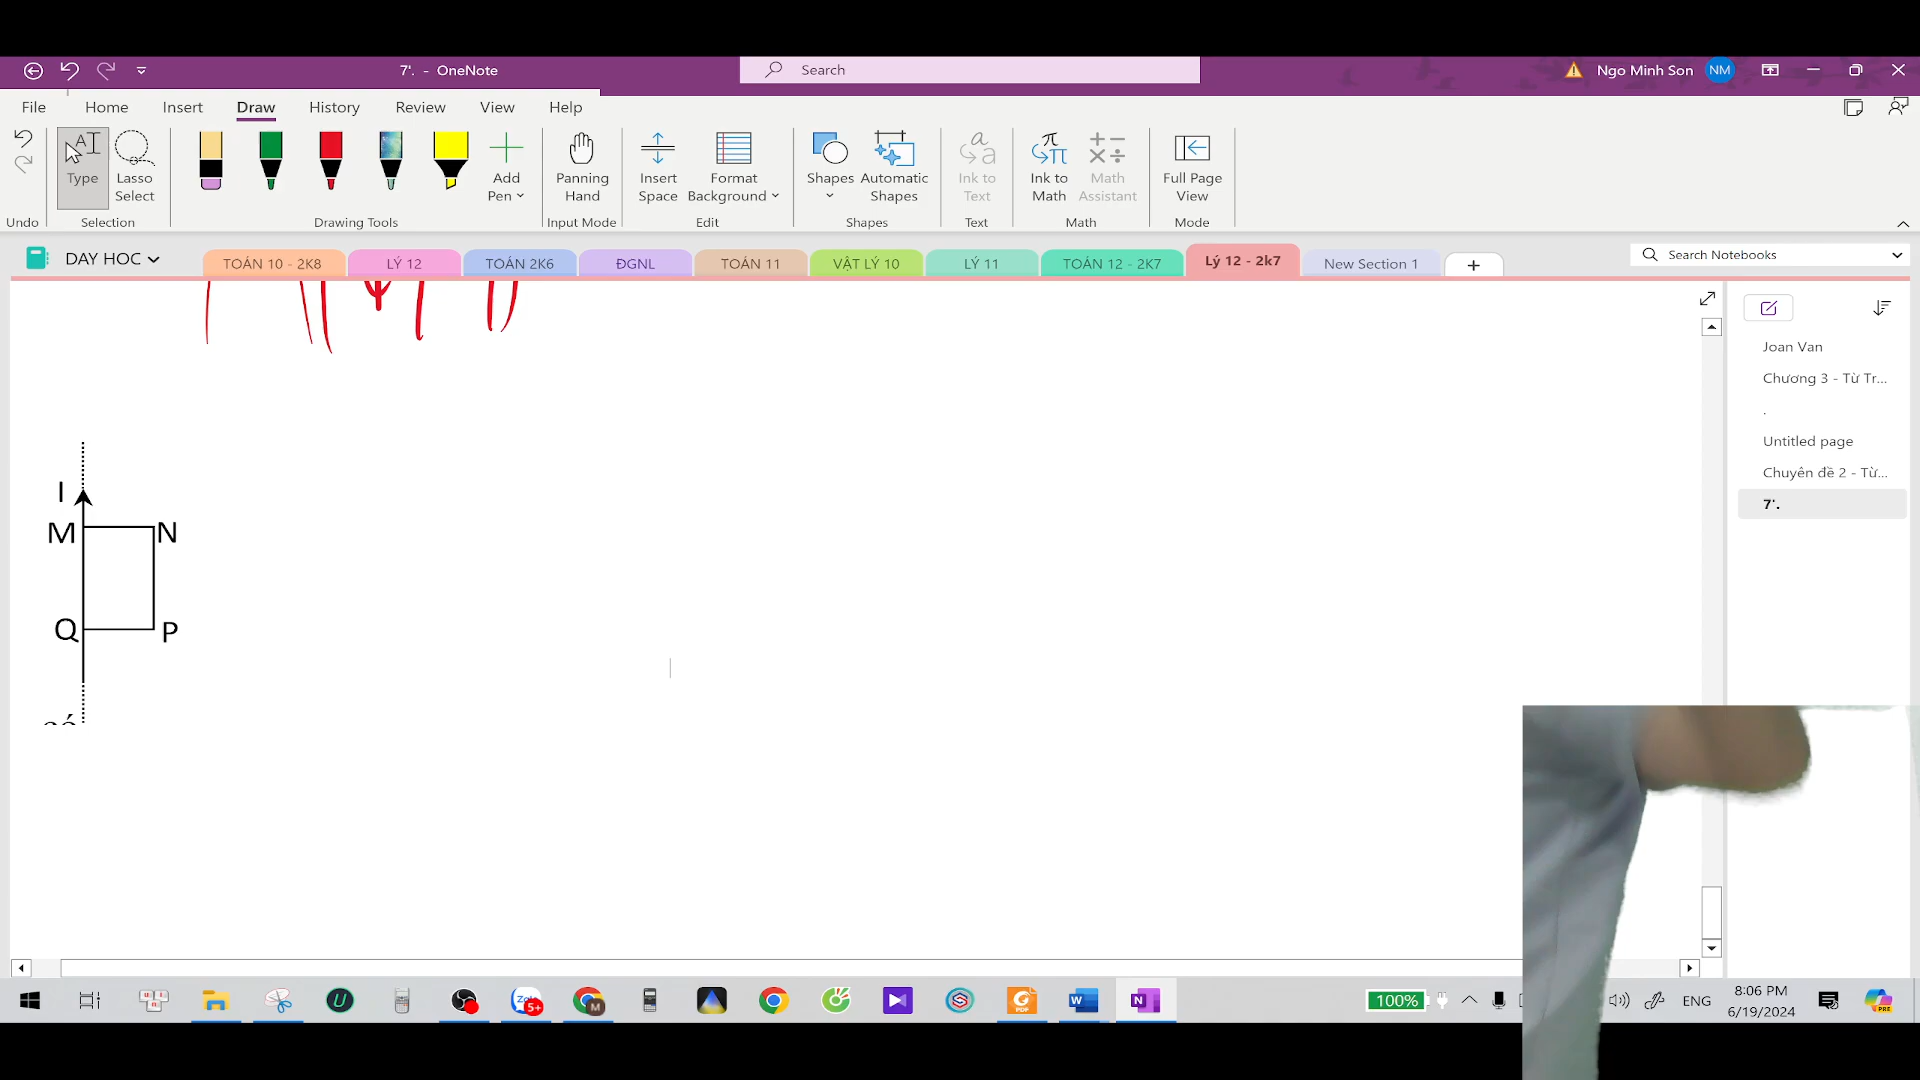 7'. - OneNote
Search
Ngo Minh Son
NM
File Home Insert Draw History Review View Help
Type
Lasso Select
Add Pen
Panning Hand
Insert Space
Format Background
Shapes
Automatic Shapes
Ink to Text
Ink to Math
Math Assistant
Full Page View
Undo
Selection
Drawing Tools
Input Mode
Edit
Shapes
Text
Math
Mode
DAY HOC
TOÁN 10 - 2K8
LÝ 12
TOÁN 2K6
ĐGNL
TOÁN 11
VẬT LÝ 10
LÝ 11
TOÁN 12 - 2K7
Lý 12 - 2k7
New Section 1
Search Notebooks
Joan Van
Chương 3 - Từ Tr...
.
Untitled page
Chuyên đề 2 - Từ...
7'.
I
M N
Q P
100%
ENG
8:06 PM
6/19/2024